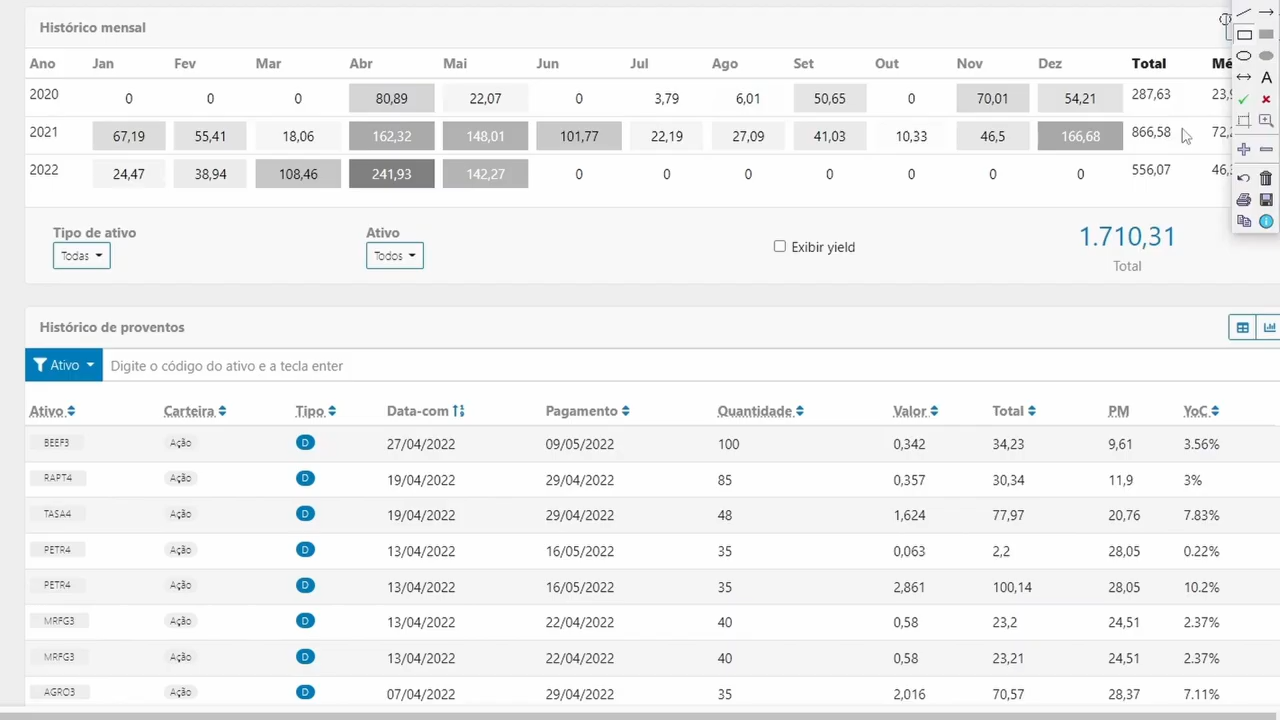 Histórico mensal
Ano Jan Fev Mar Abr Mai Jun Jul Ago Set Out Nov Dez Total
2020 0 0 0 80,89 22,07 0 3,79 6,01 50,65 0 70,01 54,21 287,63
2021 67,19 55,41 18,06 162,32 148,01 101,77 22,19 27,09 41,03 10,33 46,5 166,68 866,58
2022 24,47 38,94 108,46 241,93 142,27 0 0 0 0 0 0 0 556,07
Tipo de ativo Ativo 1.710,31
Todas Todos Exibir yield Total
Histórico de proventos
Ativo Digite o código do ativo e a tecla enter
Ativo Carteira Tipo Data-com Pagamento Quantidade Valor Total PM YoC
BEEF3 Ação D 27/04/2022 09/05/2022 100 0,342 34,23 9,61 3.56%
RAPT4 Ação D 19/04/2022 29/04/2022 85 0,357 30,34 11,9 3%
TASA4 Ação D 19/04/2022 29/04/2022 48 1,624 77,97 20,76 7.83%
PETR4 Ação D 13/04/2022 16/05/2022 35 0,063 2,2 28,05 0.22%
PETR4 Ação D 13/04/2022 16/05/2022 35 2,861 100,14 28,05 10.2%
MRFG3 Ação D 13/04/2022 22/04/2022 40 0,58 23,2 24,51 2.37%
MRFG3 Ação D 13/04/2022 22/04/2022 40 0,58 23,21 24,51 2.37%
AGRO3 Ação D 07/04/2022 29/04/2022 35 2,016 70,57 28,37 7.11%